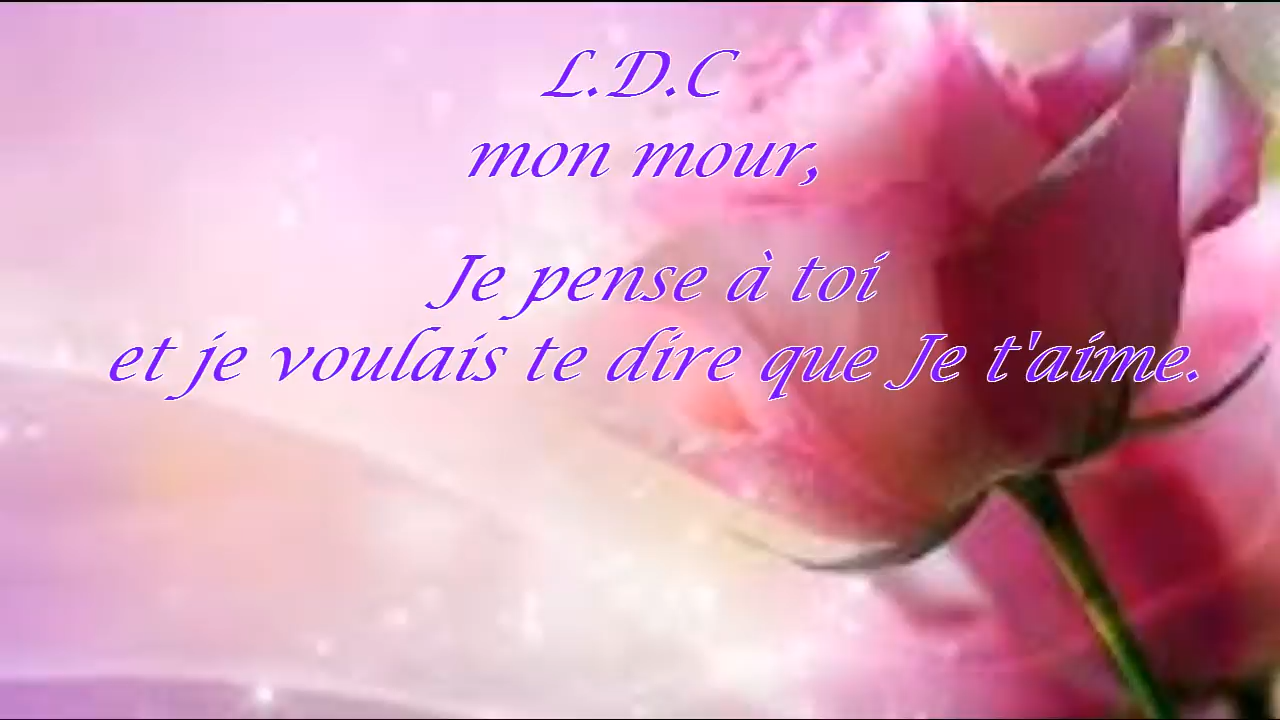 L.D.C
mon mour,
Je pense à toi
et je voulais te dire que Je t'aime.